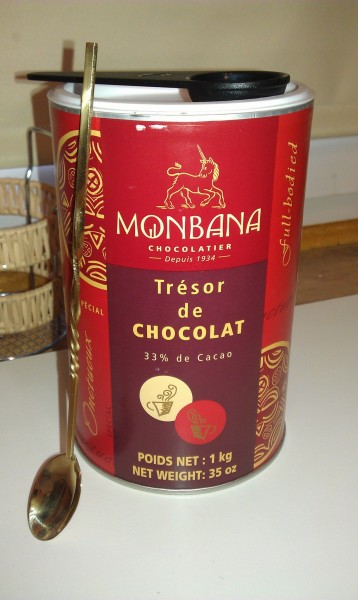 MONBANA
CHOCOLATIER
Depuis 1934
Trésor
de
CHOCOLAT
33% de Cacao
POIDS NET : 1 kg
NET WEIGHT: 35 oz
full-bodied
Onctueux